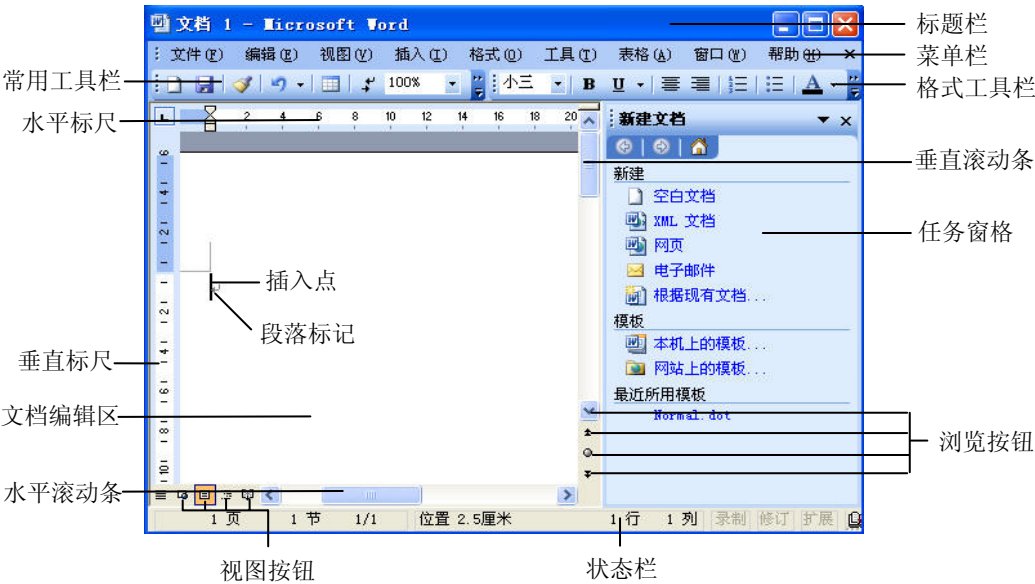 文档 1 - Microsoft Word
标题栏
文件(F) 编辑(E) 视图(V) 插入(I) 格式(O) 工具(T) 表格(A) 窗口(W) 帮助(H)
菜单栏
常用工具栏
100% 小三 B U A
格式工具栏
水平标尺
L 2 4 6 8 10 12 14 16 18 20
新建文档
垂直滚动条
新建
空白文档
XML 文档
网页
电子邮件
根据现有文档...
任务窗格
模板
本机上的模板...
网站上的模板...
最近所用模板
Normal.dot
6 4 2 2 4 6 8 10
插入点
段落标记
垂直标尺
文档编辑区
浏览按钮
水平滚动条
1 页 1 节 1/1 位置 2.5厘米 1 行 1 列 录制 修订 扩展
视图按钮
状态栏